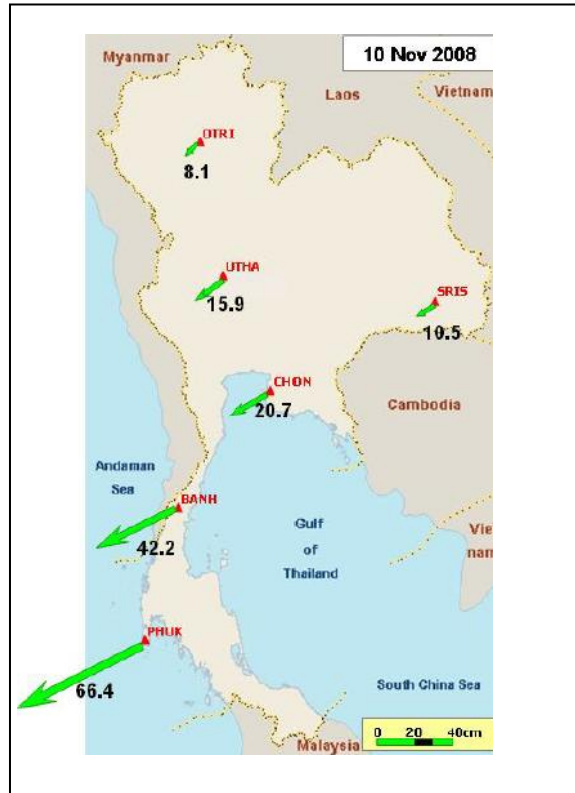 10 Nov 2008
Myanmar
Laos
Vietnam
OTRI
8.1
UTHA
15.9
SRIS
10.5
CHON
20.7
Cambodia
Andaman
Sea
BANH
42.2
Gulf
of
Thailand
Vie
nam
PHUK
66.4
South China Sea
0 20 40cm
Malaysia